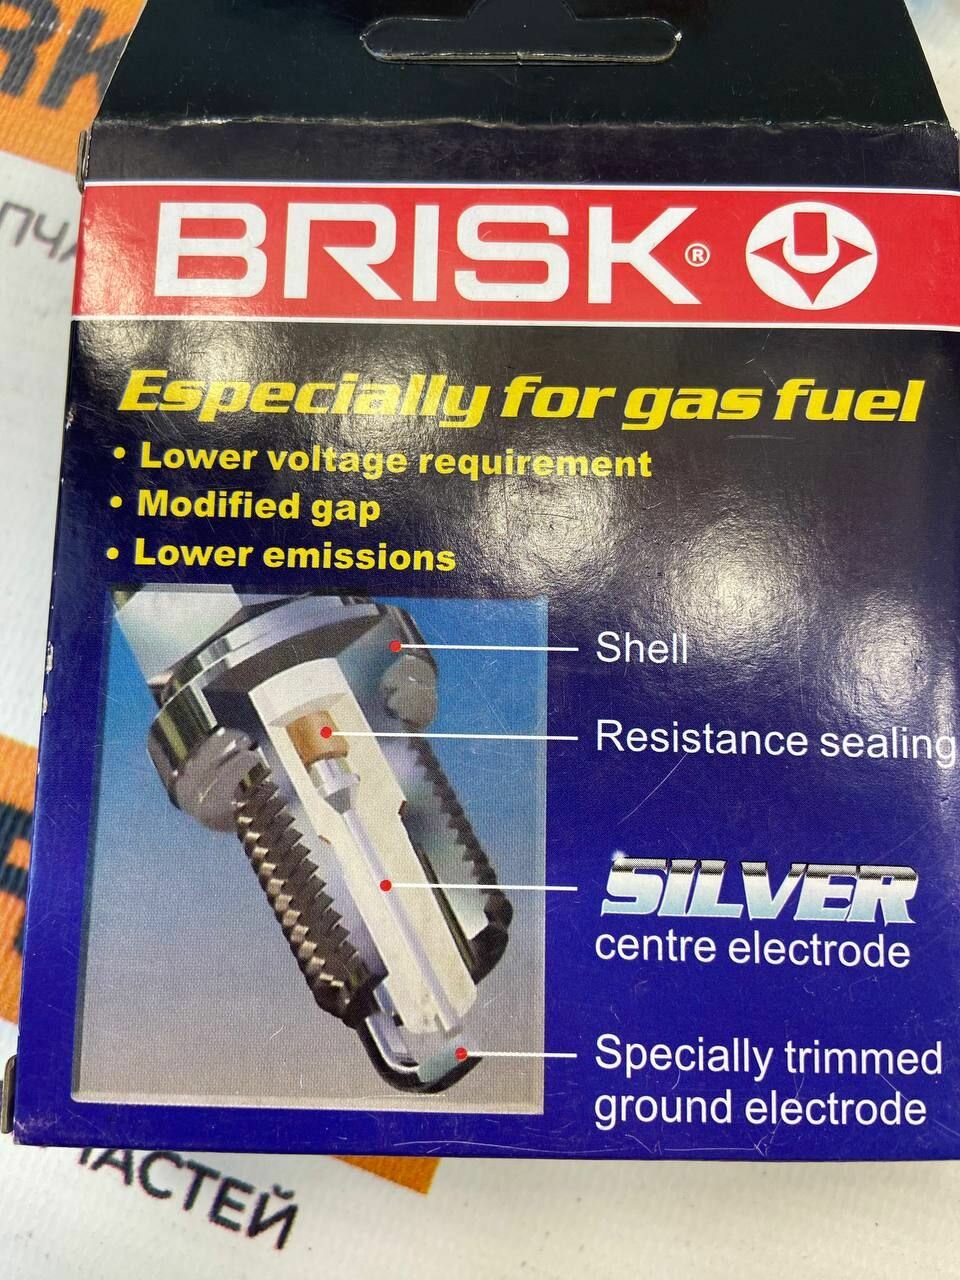 BRISK®
Especially for gas fuel
• Lower voltage requirement
• Modified gap
• Lower emissions
Shell
Resistance sealing
SILVER
centre electrode
Specially trimmed
ground electrode
ЧАСТЕЙ